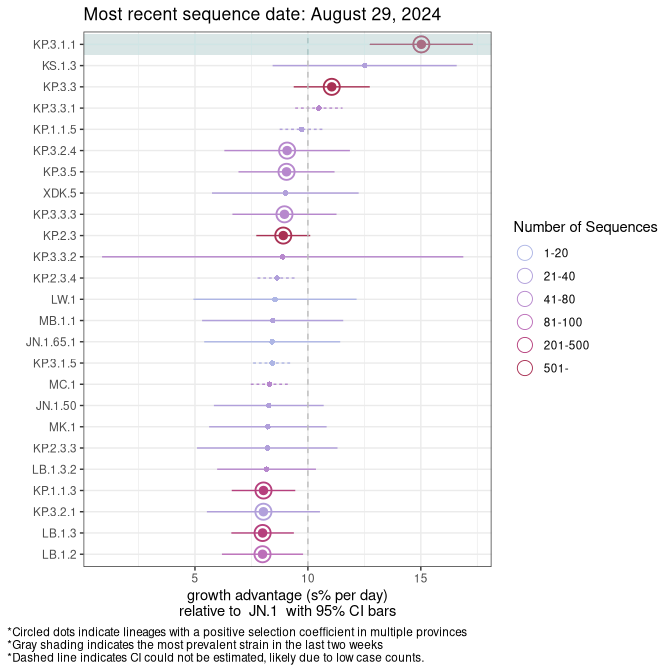 Most recent sequence date: August 29, 2024
KP.3.1.1
KS.1.3
KP.3.3
KP.3.3.1
KP.1.1.5
KP.3.2.4
KP.3.5
XDK.5
KP.3.3.3
KP.2.3
KP.3.3.2
KP.2.3.4
LW.1
MB.1.1
JN.1.65.1
KP.3.1.5
MC.1
JN.1.50
MK.1
KP.2.3.3
LB.1.3.2
KP.1.1.3
KP.3.2.1
LB.1.3
LB.1.2
5 10 15
growth advantage (s% per day)
relative to JN.1 with 95% CI bars
Number of Sequences
1-20
21-40
41-80
81-100
201-500
501-
*Circled dots indicate lineages with a positive selection coefficient in multiple provinces
*Gray shading indicates the most prevalent strain in the last two weeks
*Dashed line indicates CI could not be estimated, likely due to low case counts.